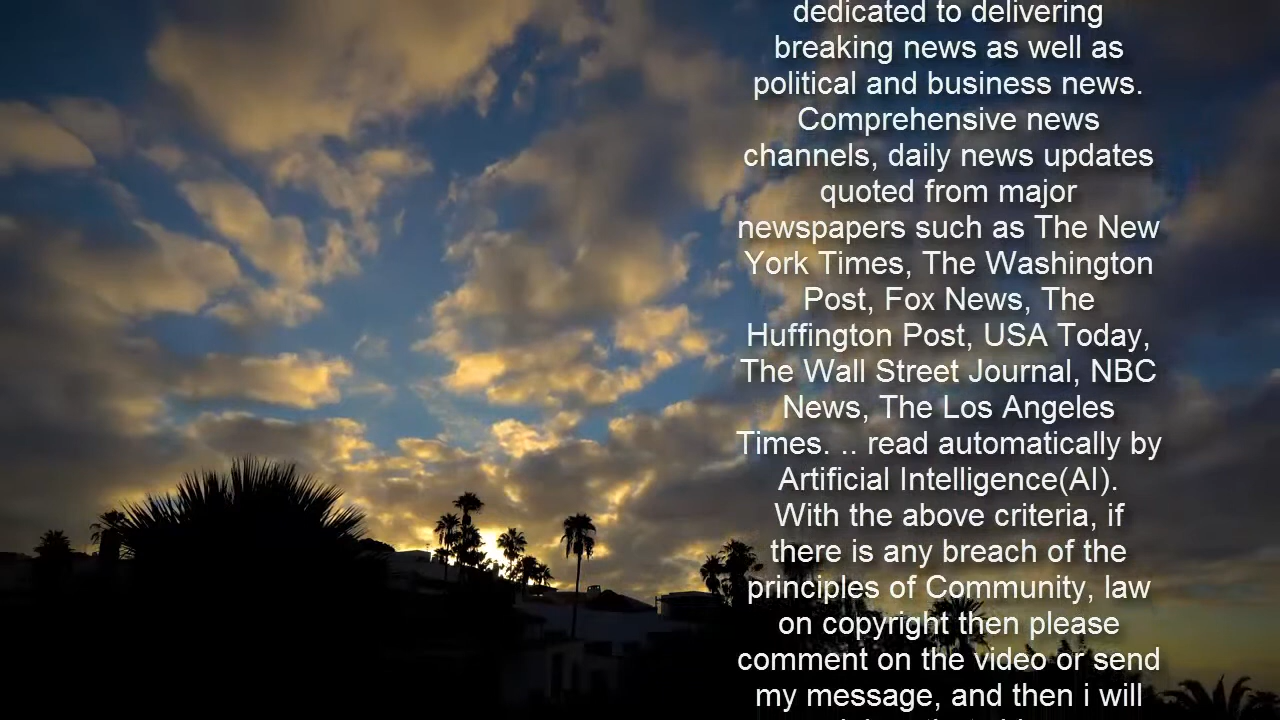 dedicated to delivering
breaking news as well as
political and business news.
Comprehensive news
channels, daily news updates
quoted from major
newspapers such as The New
York Times, The Washington
Post, Fox News, The
Huffington Post, USA Today,
The Wall Street Journal, NBC
News, The Los Angeles
Times. .. read automatically by
Artificial Intelligence(AI).
With the above criteria, if
there is any breach of the
principles of Community, law
on copyright then please
comment on the video or send
my message, and then i will